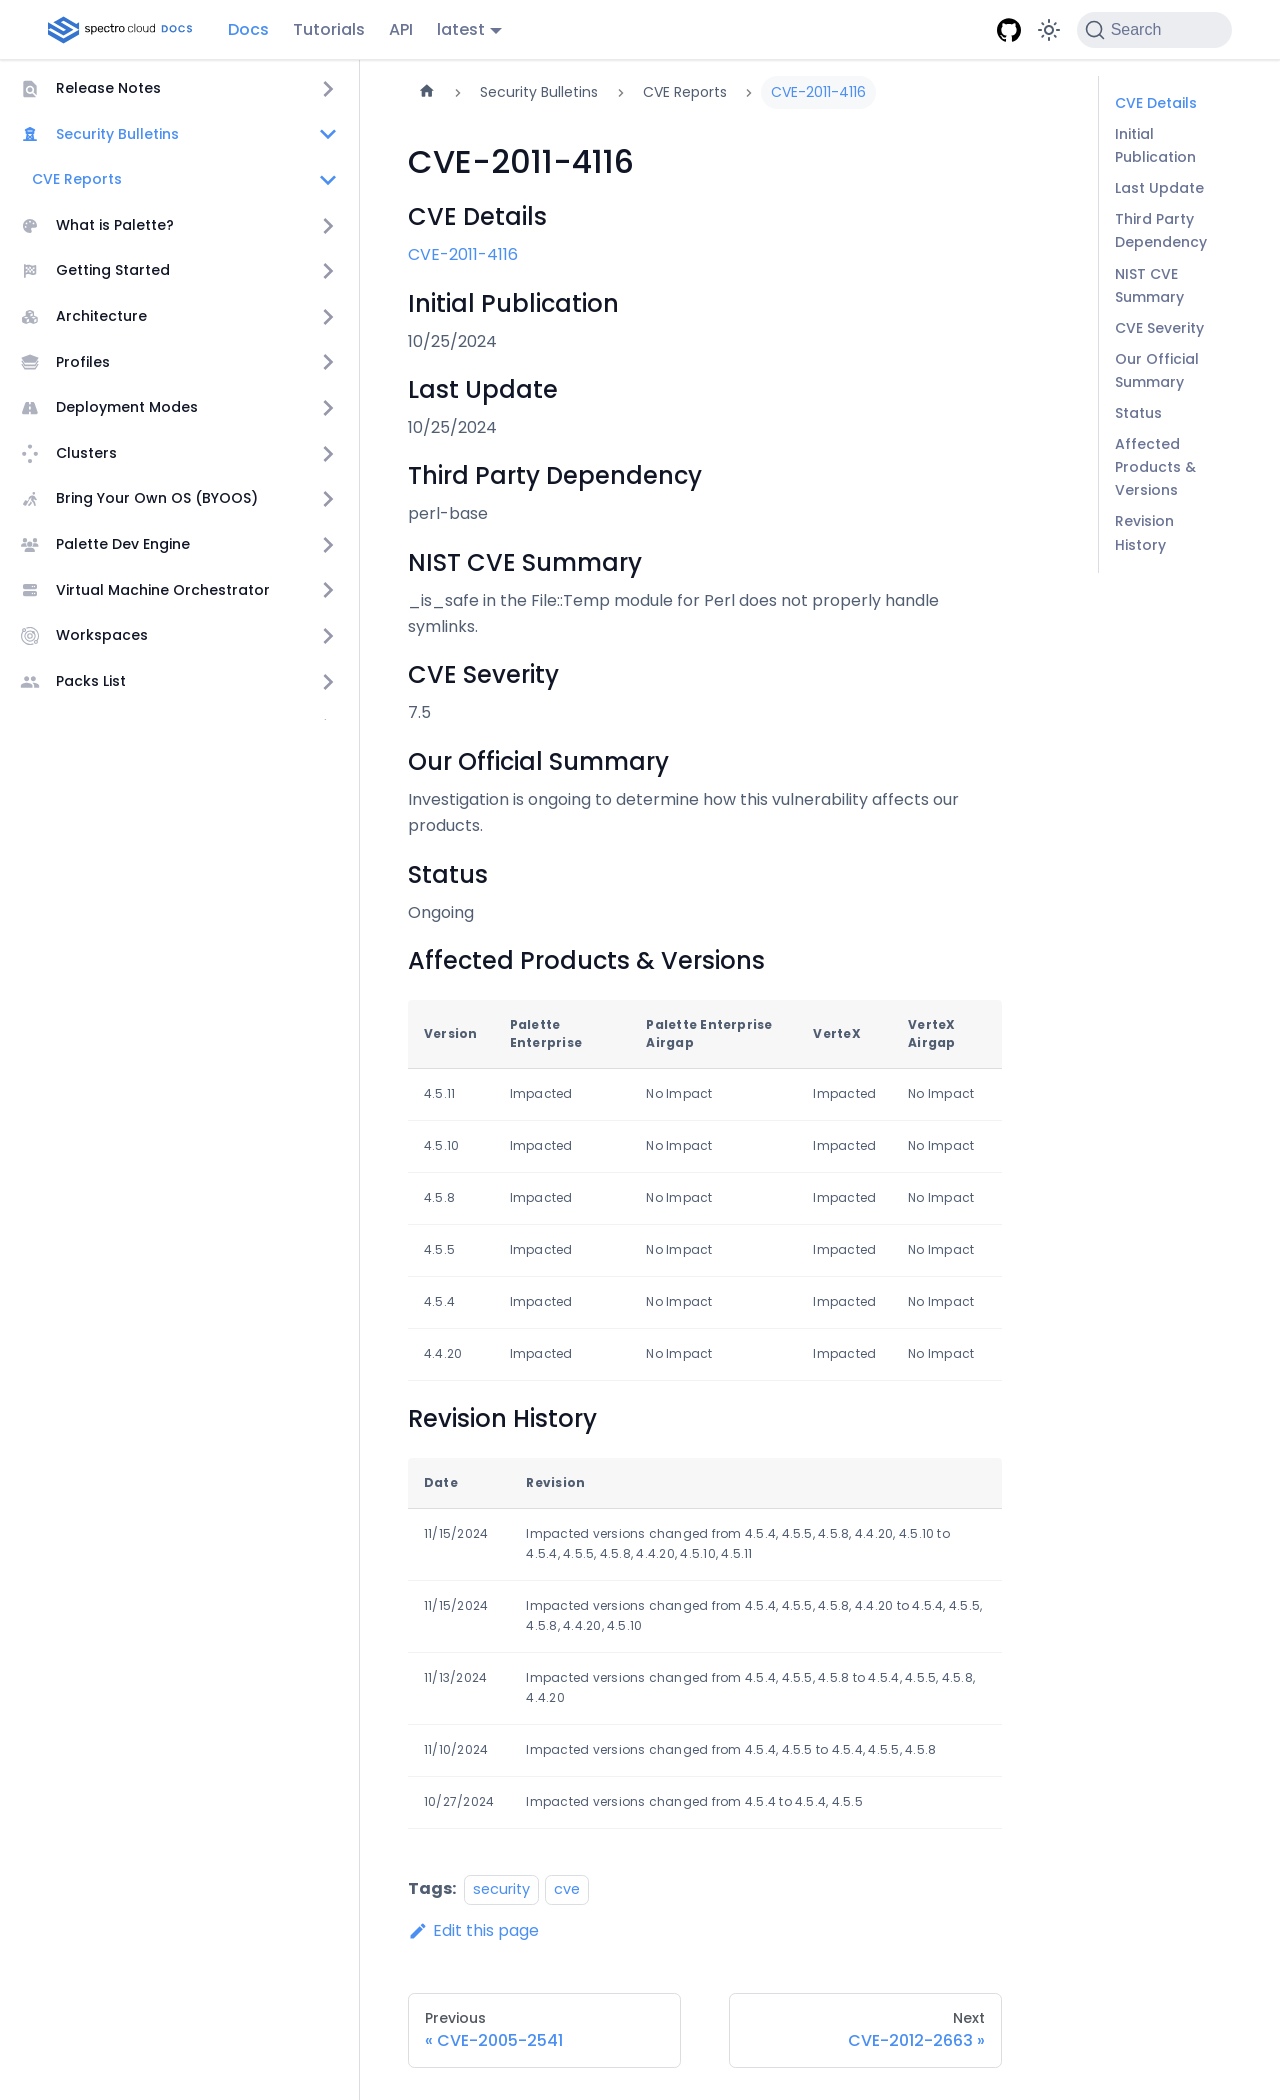 spectro cloud DOCS
Docs
Tutorials
API
latest
Search
Release Notes
Security Bulletins
CVE Reports
What is Palette?
Getting Started
Architecture
Profiles
Deployment Modes
Clusters
Bring Your Own OS (BYOOS)
Palette Dev Engine
Virtual Machine Orchestrator
Workspaces
Packs List
Security Bulletins
CVE Reports
CVE-2011-4116
CVE-2011-4116
CVE Details
CVE-2011-4116
Initial Publication
10/25/2024
Last Update
10/25/2024
Third Party Dependency
perl-base
NIST CVE Summary
_is_safe in the File::Temp module for Perl does not properly handle
symlinks.
CVE Severity
7.5
Our Official Summary
Investigation is ongoing to determine how this vulnerability affects our
products.
Status
Ongoing
Affected Products & Versions
Version Palette Enterprise Palette Enterprise Airgap VerteX VerteX Airgap
4.5.11 Impacted No Impact Impacted No Impact
4.5.10 Impacted No Impact Impacted No Impact
4.5.8 Impacted No Impact Impacted No Impact
4.5.5 Impacted No Impact Impacted No Impact
4.5.4 Impacted No Impact Impacted No Impact
4.4.20 Impacted No Impact Impacted No Impact
Revision History
Date Revision
11/15/2024 Impacted versions changed from 4.5.4, 4.5.5, 4.5.8, 4.4.20, 4.5.10 to
4.5.4, 4.5.5, 4.5.8, 4.4.20, 4.5.10, 4.5.11
11/15/2024 Impacted versions changed from 4.5.4, 4.5.5, 4.5.8, 4.4.20 to 4.5.4, 4.5.5,
4.5.8, 4.4.20, 4.5.10
11/13/2024 Impacted versions changed from 4.5.4, 4.5.5, 4.5.8 to 4.5.4, 4.5.5, 4.5.8,
4.4.20
11/10/2024 Impacted versions changed from 4.5.4, 4.5.5 to 4.5.4, 4.5.5, 4.5.8
10/27/2024 Impacted versions changed from 4.5.4 to 4.5.4, 4.5.5
Tags: security cve
Edit this page
Previous
« CVE-2005-2541
Next
CVE-2012-2663 »
CVE Details
Initial
Publication
Last Update
Third Party
Dependency
NIST CVE
Summary
CVE Severity
Our Official
Summary
Status
Affected
Products &
Versions
Revision
History